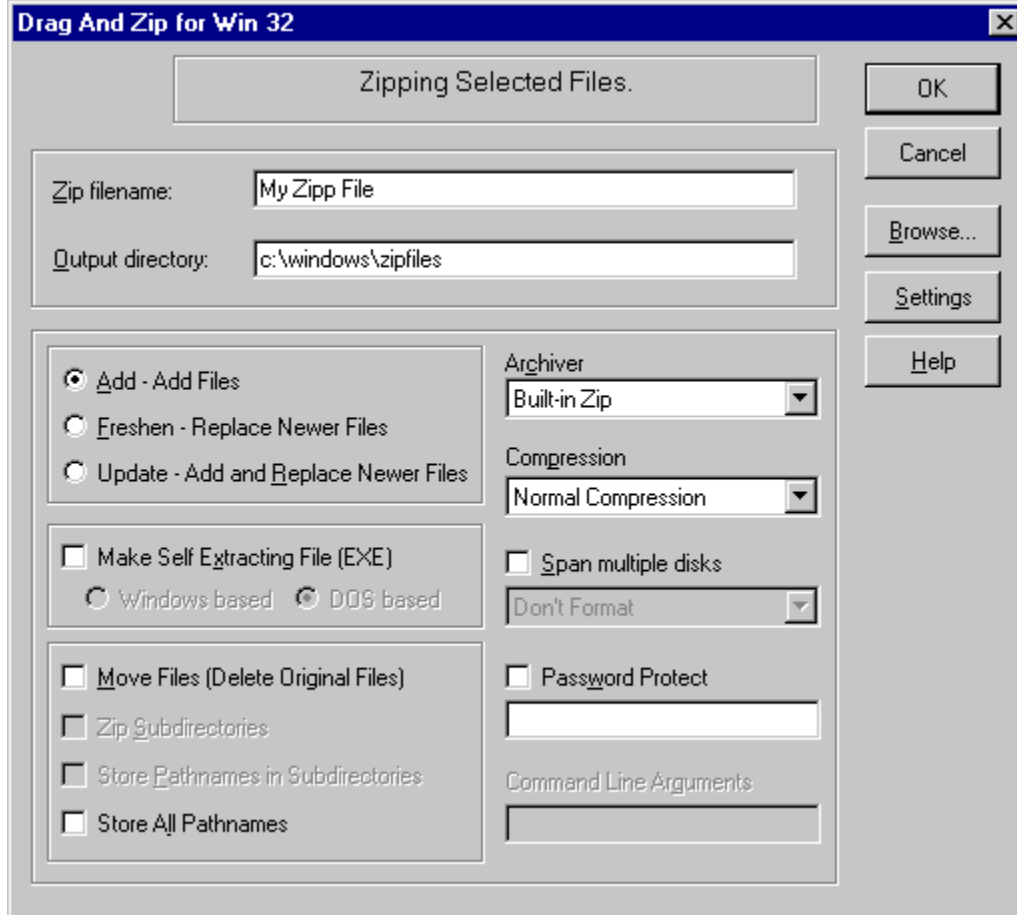 Drag And Zip for Win 32
Zipping Selected Files.
OK
Cancel
Zip filename:
My Zipp File
Browse...
Output directory:
c:\windows\zipfiles
Settings
Help
Add - Add Files
Freshen - Replace Newer Files
Update - Add and Replace Newer Files
Archiver
Built-in Zip
Compression
Normal Compression
Make Self Extracting File (EXE)
Windows based
DOS based
Span multiple disks
Don't Format
Move Files (Delete Original Files)
Zip Subdirectories
Store Pathnames in Subdirectories
Store All Pathnames
Password Protect
Command Line Arguments